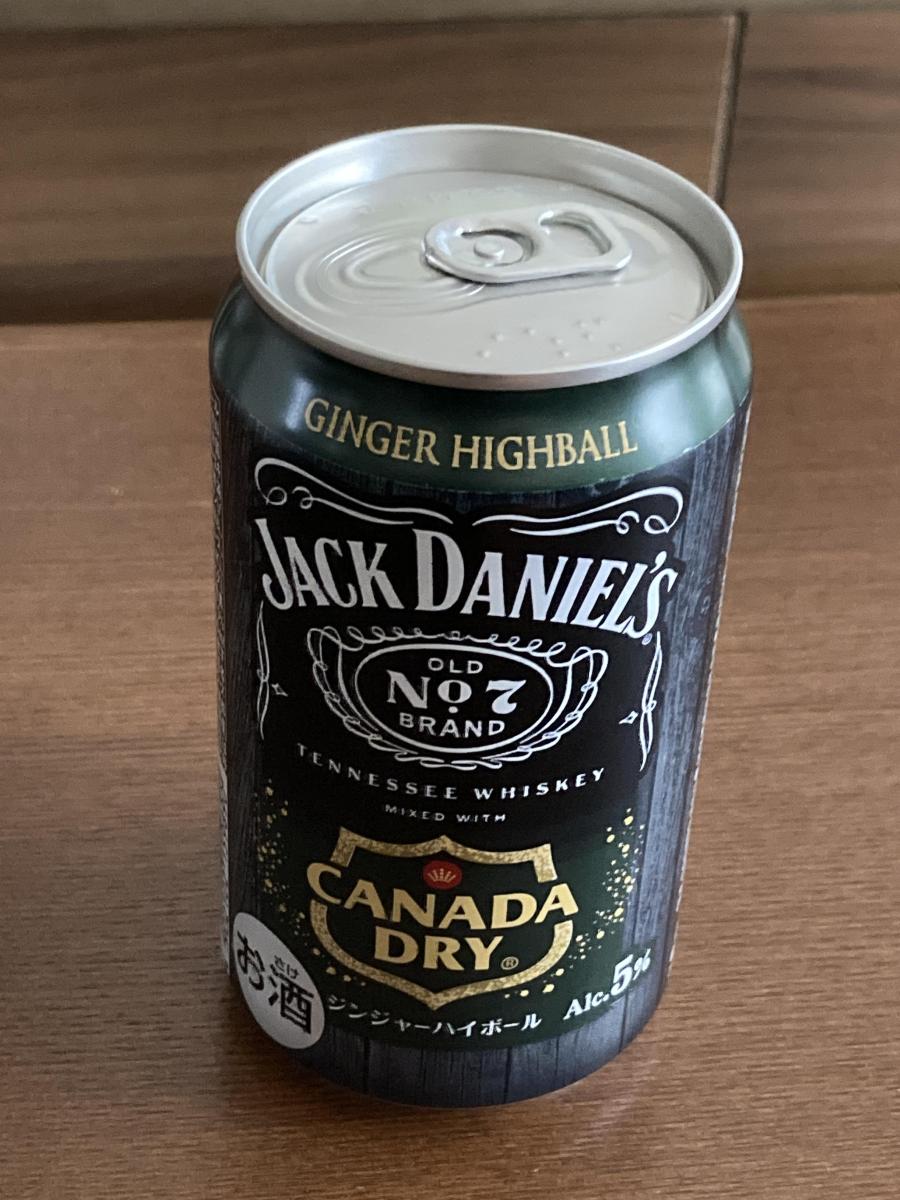 GINGER HIGHBALL
JACK DANIEL'S
OLD
No 7
BRAND
TENNESSEE WHISKEY
MIXED WITH
CANADA
DRY®
さけ
お酒
ジンジャーハイボール Alc.5%